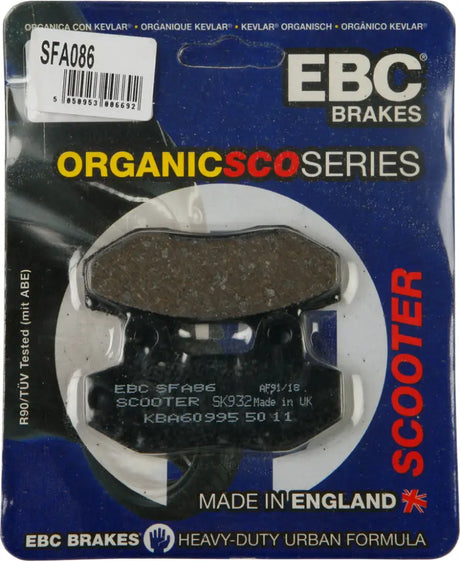 ORGANICA CON KEVLAR® • ORGANIQUE KEVLAR® • KEVLAR® ORGANISCH • ORGÁNICO KEVLAR®
SFA086
5 050953 006692
EBC
BRAKES
ORGANICSCOSERIES
R90/TÜV Tested (mit ABE)
SCOOTER
EBC SFA86 AF91/18
SCOOTER SK932 Made in UK
KBA60995 50 11
MADE IN ENGLAND
EBC BRAKES HEAVY-DUTY URBAN FORMULA